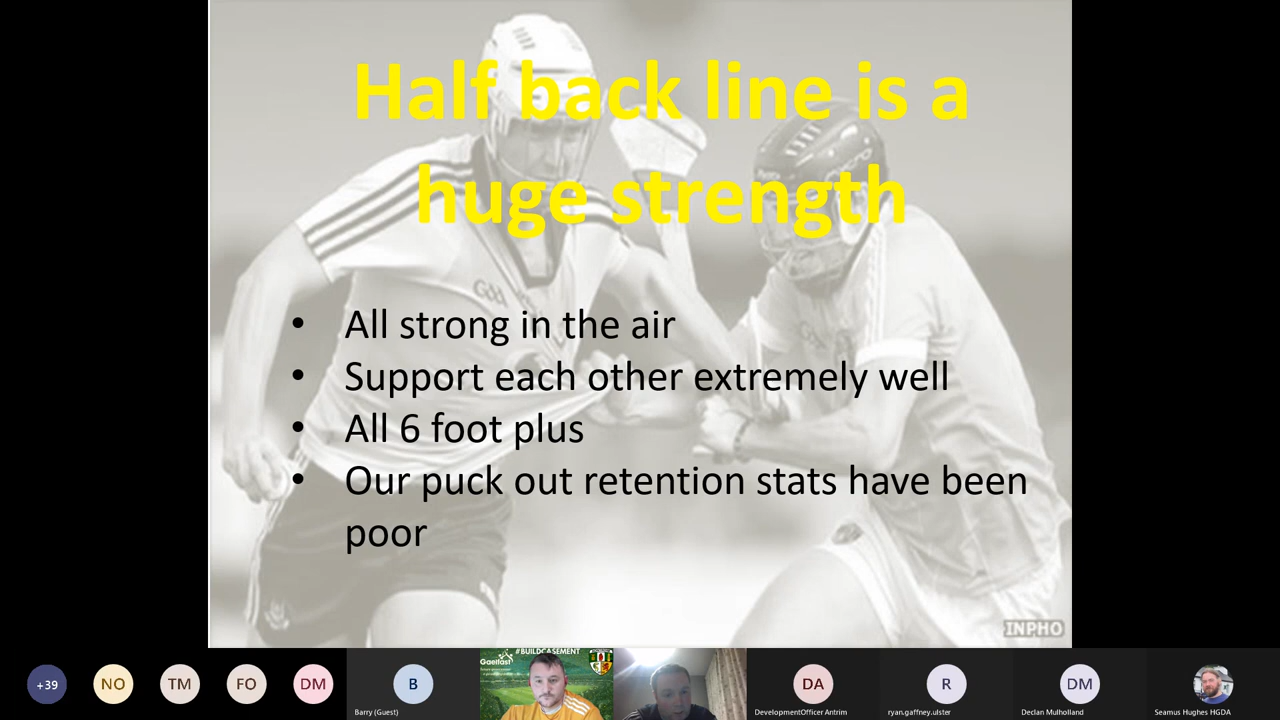 Half back line is a
huge strength
• All strong in the air
• Support each other extremely well
• All 6 foot plus
• Our puck out retention stats have been
poor
INPHO
#BUILDCASEMENT
Gaelfast
+39
NO
TM
FO
DM
B
DA
R
DM
Barry (Guest)
DevelopmentOfficer Antrim
ryan.gaffney.ulster
Declan Mulholland
Seamus Hughes HGDA